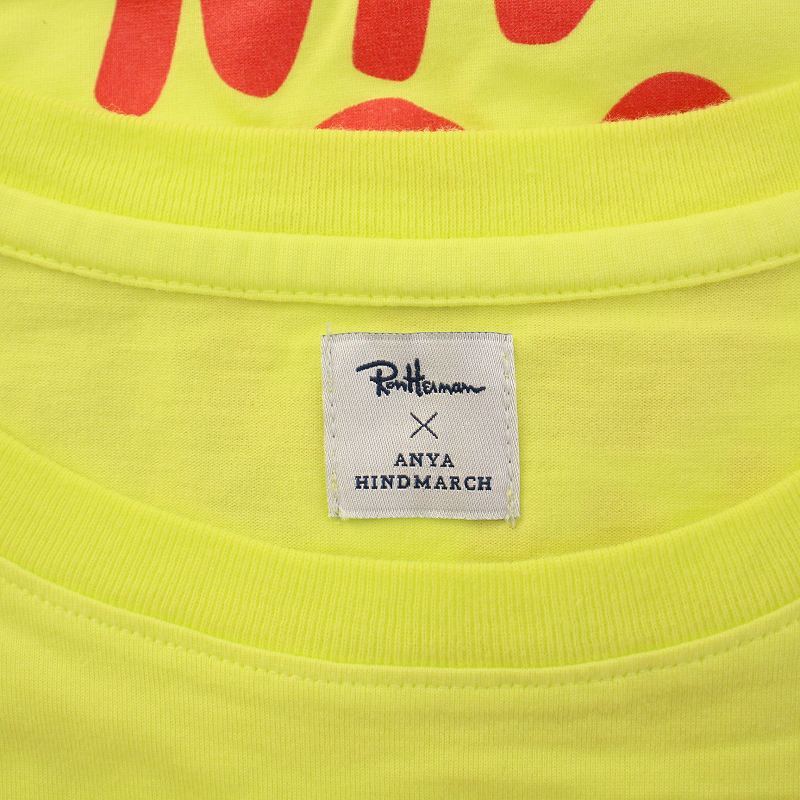 RonHerman
×
ANYA
HINDMARCH